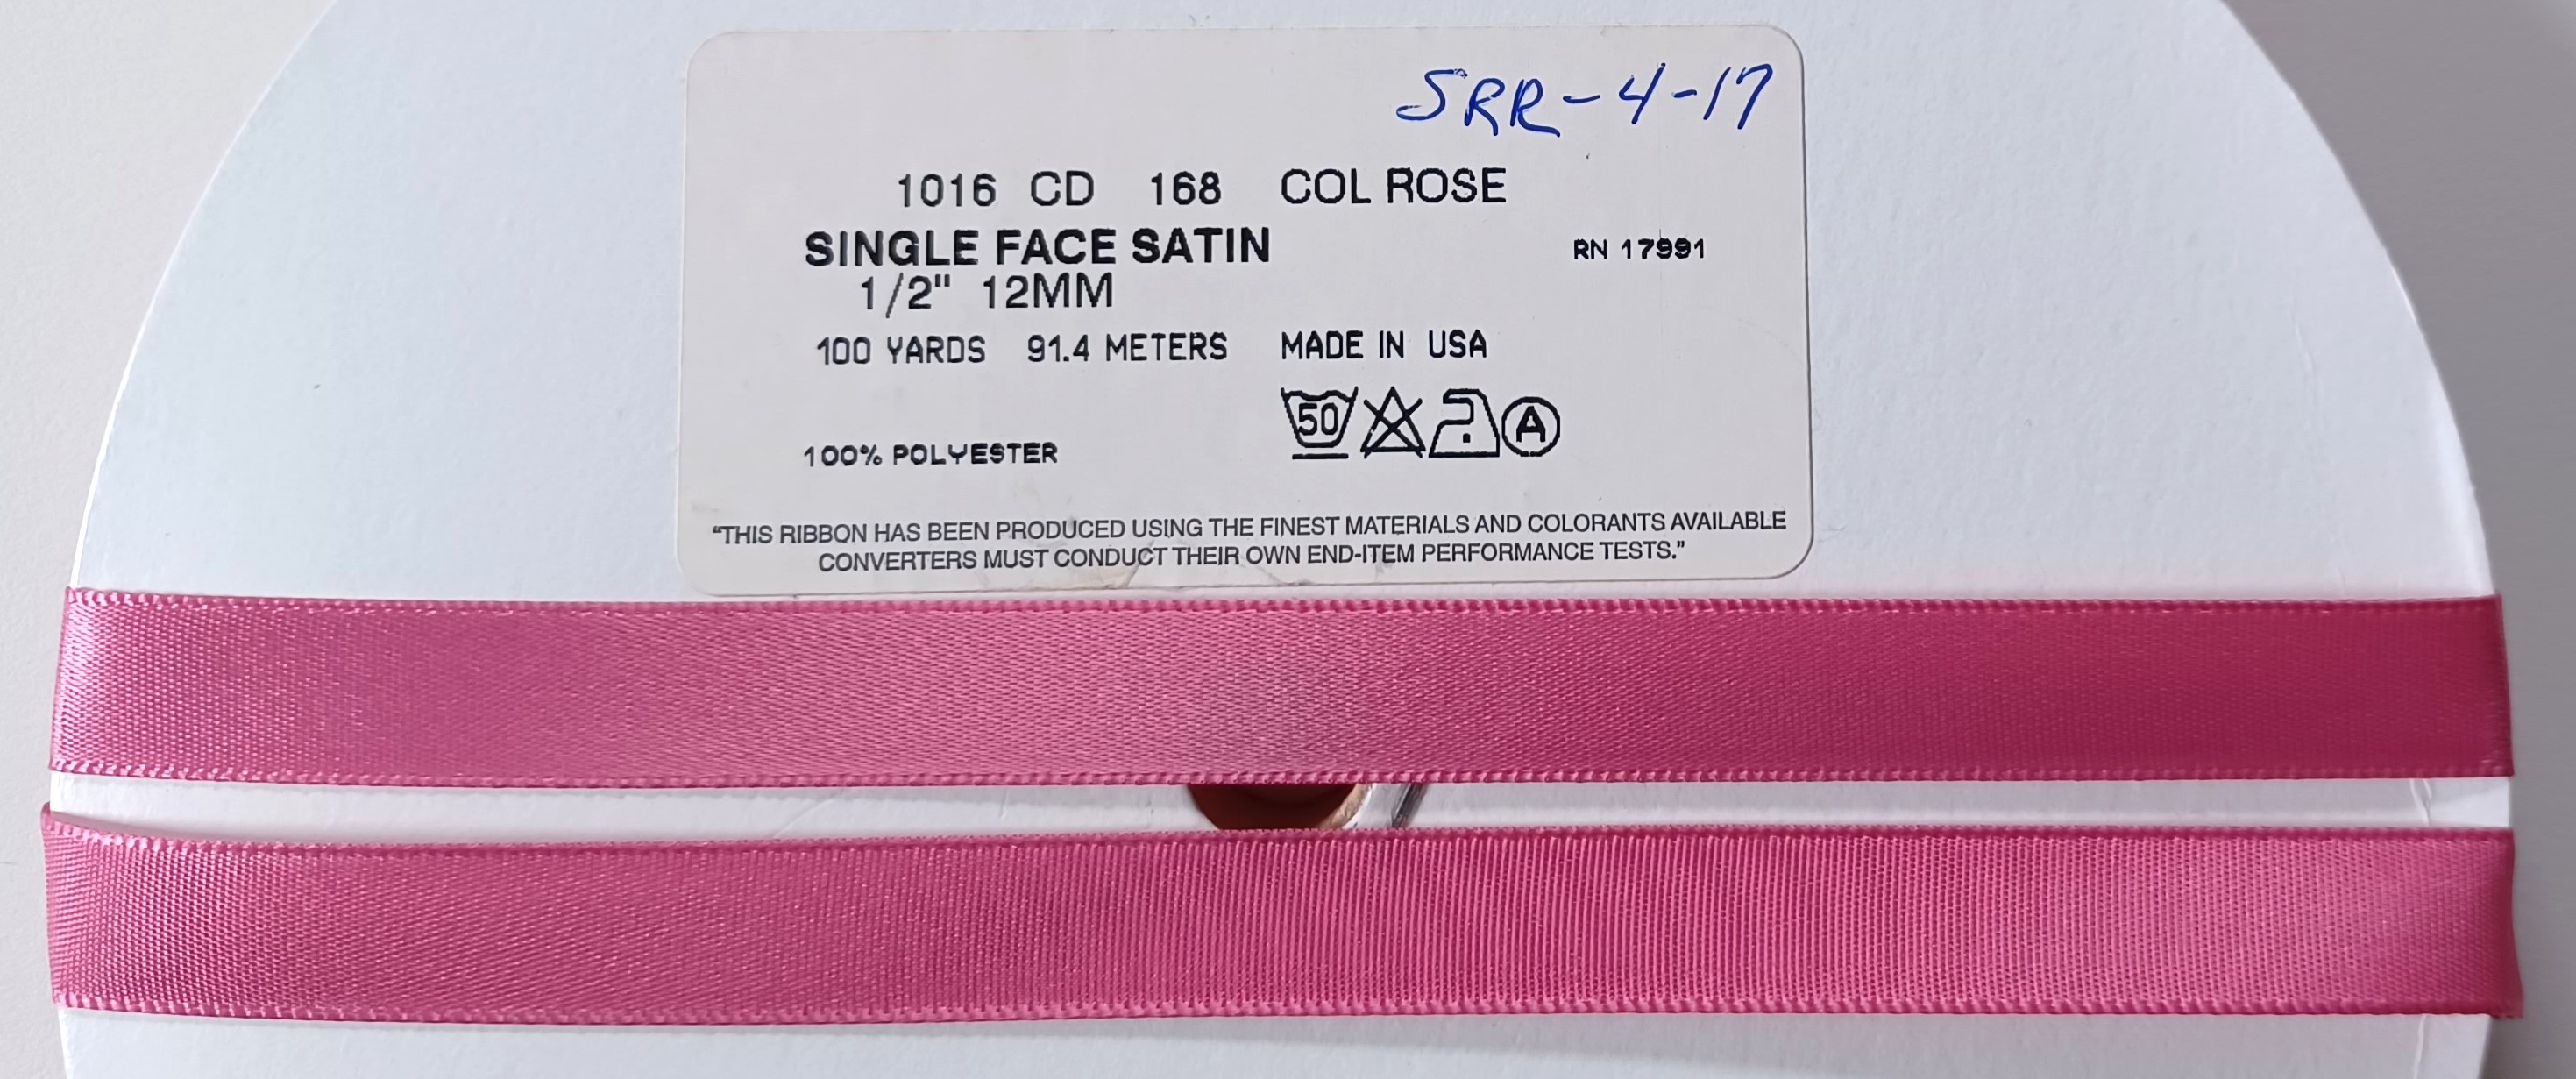 SRR-4-17
1016 CD 168 COL ROSE
SINGLE FACE SATIN RN 17991
1/2" 12MM
100 YARDS 91.4 METERS MADE IN USA
50 A
100% POLYESTER
“THIS RIBBON HAS BEEN PRODUCED USING THE FINEST MATERIALS AND COLORANTS AVAILABLE
CONVERTERS MUST CONDUCT THEIR OWN END-ITEM PERFORMANCE TESTS.”